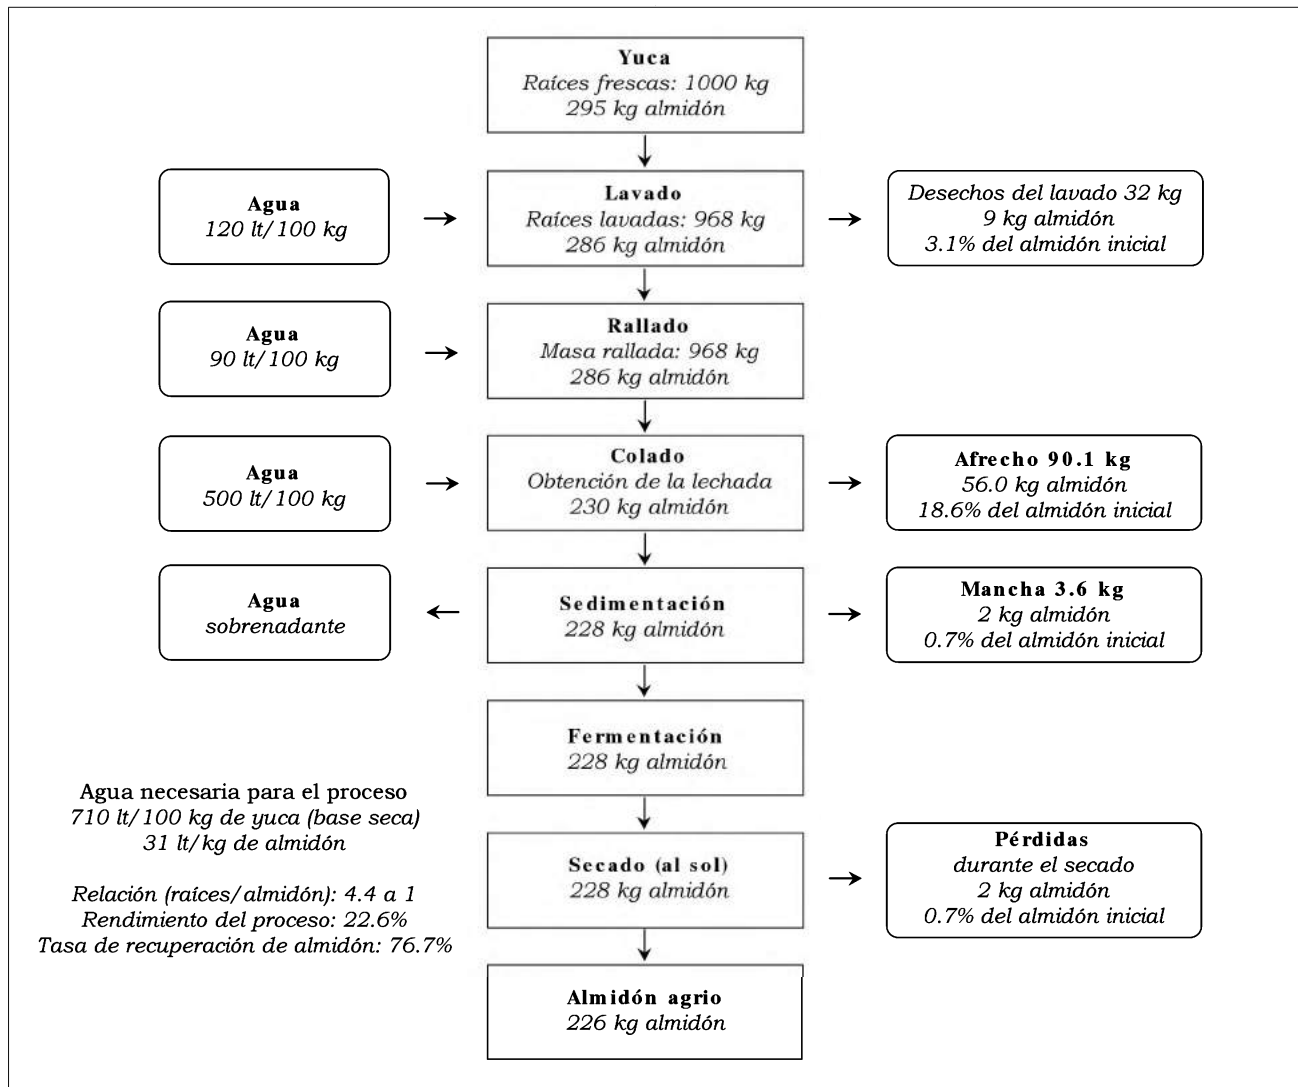 Yuca
Raíces frescas: 1000 kg
295 kg almidón
Agua
120 lt/100 kg
Lavado
Raíces lavadas: 968 kg
286 kg almidón
Desechos del lavado 32 kg
9 kg almidón
3.1% del almidón inicial
Agua
90 lt/100 kg
Rallado
Masa rallada: 968 kg
286 kg almidón
Agua
500 lt/100 kg
Colado
Obtención de la lechada
230 kg almidón
Afrecho 90.1 kg
56.0 kg almidón
18.6% del almidón inicial
Agua
sobrenadante
Sedimentación
228 kg almidón
Mancha 3.6 kg
2 kg almidón
0.7% del almidón inicial
Fermentación
228 kg almidón
Agua necesaria para el proceso
710 lt/100 kg de yuca (base seca)
31 lt/kg de almidón
Relación (raíces/almidón): 4.4 a 1
Rendimiento del proceso: 22.6%
Tasa de recuperación de almidón: 76.7%
Secado (al sol)
228 kg almidón
Pérdidas
durante el secado
2 kg almidón
0.7% del almidón inicial
Almidón agrio
226 kg almidón